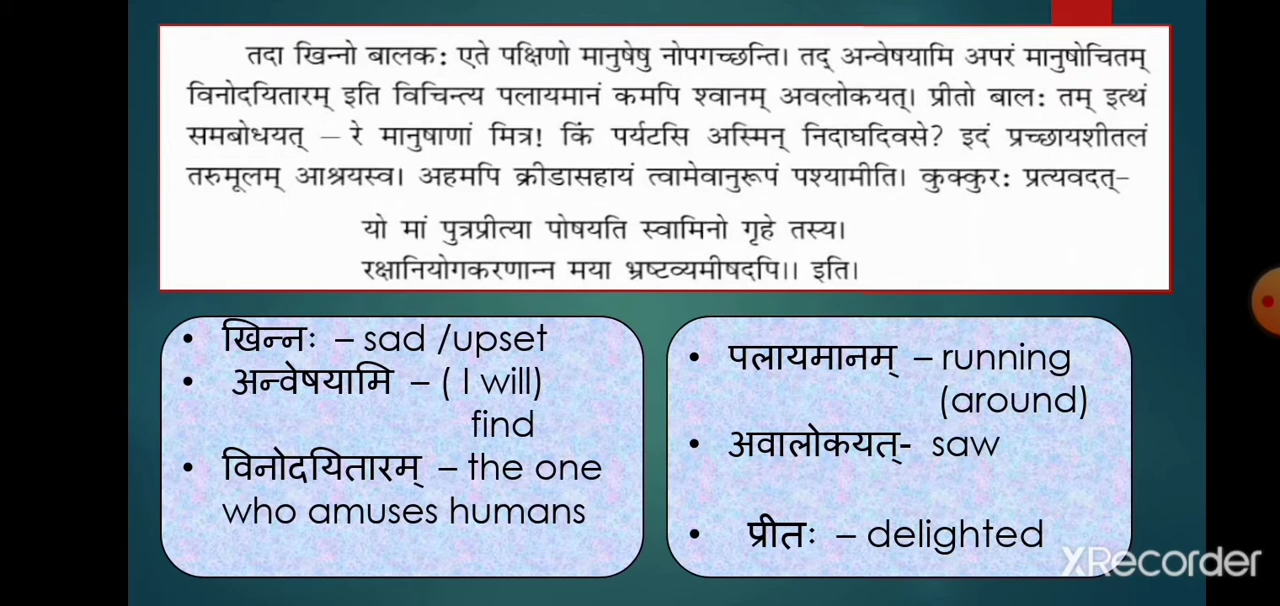 तदा खिन्नो बालकः एते पक्षिणो मानुषेषु नोपगच्छन्ति। तद् अन्वेषयामि अपरं मानुषोचितम्
विनोदयितारम् इति विचिन्त्य पलायमानं कमपि श्वानम् अवलोकयत्। प्रीतो बालः तम् इत्थं
समबोधयत् – रे मानुषाणां मित्र! किं पर्यटसि अस्मिन् निदाघदिवसे? इदं प्रच्छायशीतलं
तरुमूलम् आश्रयस्व। अहमपि क्रीडासहायं त्वामेवानुरूपं पश्यामीति। कुक्कुरः प्रत्यवदत्–
यो मां पुत्रप्रीत्या पोषयति स्वामिनो गृहे तस्य।
रक्षानियोगकरणान्न मया भ्रष्टव्यमीषदपि।। इति।
• खिन्नः – sad /upset
• अन्वेषयामि – ( I will)
find
• विनोदयितारम् – the one
who amuses humans
• पलायमानम् – running
(around)
• अवालोकयत्- saw
• प्रीतः – delighted
XRecorder